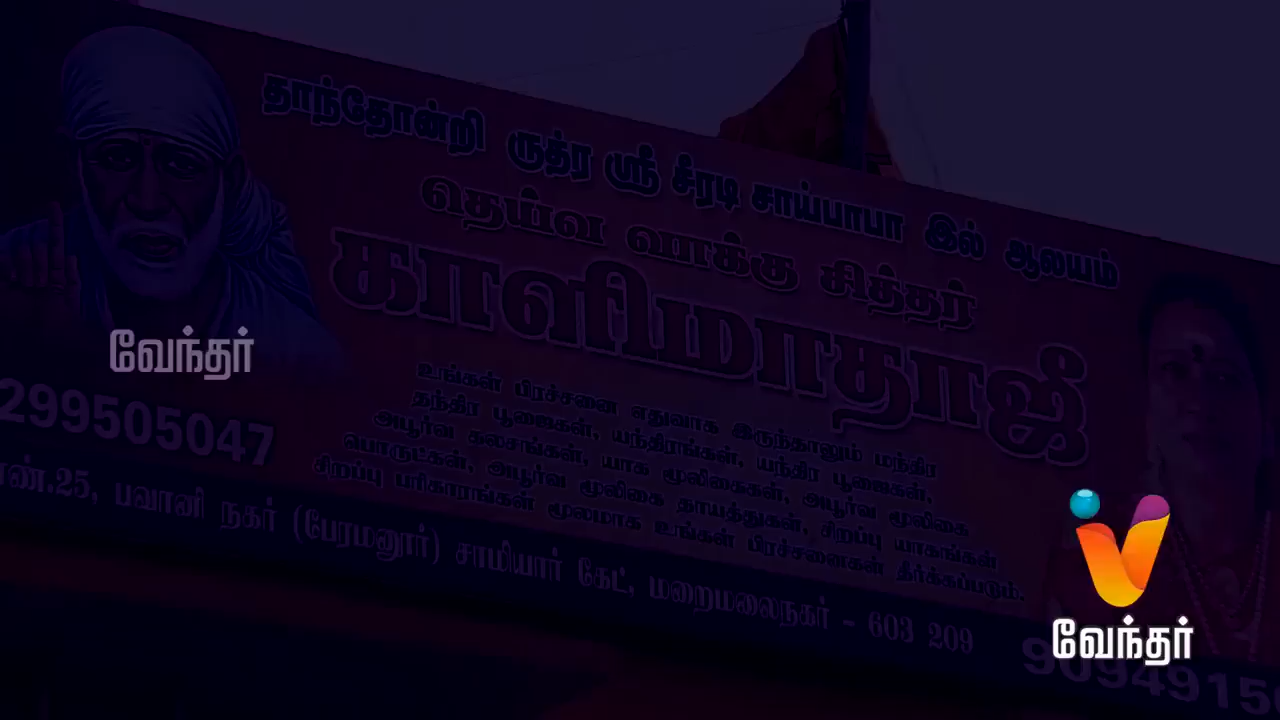 தாந்தோன்றி ருத்ர ஸ்ரீ சீரடி சாய்பாபா இல் ஆலயம்
தெய்வ வாக்கு சித்தர்
காளிமாதாஜீ
வேந்தர்
299505047
உங்கள் பிரச்சனை எதுவாக இருந்தாலும் மந்திர
தந்திர பூஜைகள், யந்திரங்கள், யந்திர பூஜைகள்,
அபூர்வ கலசங்கள், யாக மூலிகைகள், அபூர்வ மூலிகை
பொருட்கள், அபூர்வ மூலிகை தாயத்துகள், சிறப்பு யாகங்கள்
சிறப்பு பரிகாரங்கள் மூலமாக உங்கள் பிரச்சனைகள் தீர்க்கப்படும்.
ண்.25, பவானி நகர் (பேரமனூர்) சாமியார் கேட், மறைமலைநகர் - 603 209
வேந்தர்
9094915